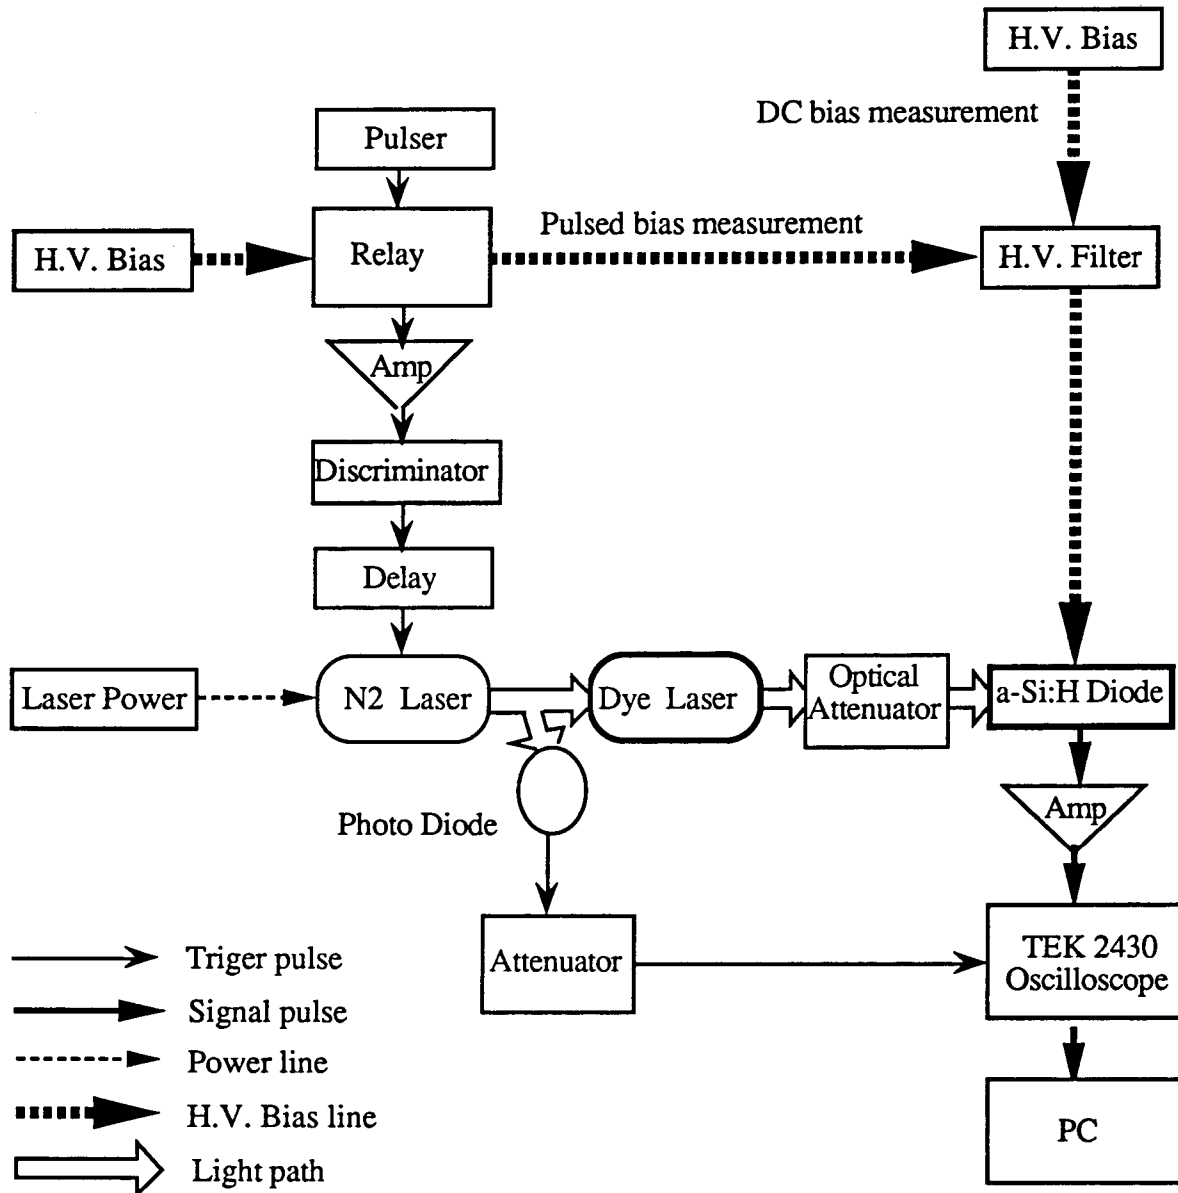 H.V. Bias
DC bias measurement
Pulser
Pulsed bias measurement
H.V. Bias
Relay
H.V. Filter
Amp
Discriminator
Delay
Laser Power
N2 Laser
Dye Laser
Optical
Attenuator
a-Si:H Diode
Photo Diode
Amp
Attenuator
TEK 2430
Oscilloscope
PC
Triger pulse
Signal pulse
Power line
H.V. Bias line
Light path